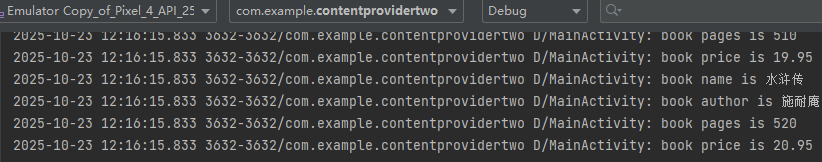 Emulator Copy_of_Pixel_4_API_25 com.example.contentprovidertwo Debug
2025-10-23 12:16:15.833 3632-3632/com.example.contentprovidertwo D/MainActivity: book pages is 510
2025-10-23 12:16:15.833 3632-3632/com.example.contentprovidertwo D/MainActivity: book price is 19.95
2025-10-23 12:16:15.833 3632-3632/com.example.contentprovidertwo D/MainActivity: book name is 水浒传
2025-10-23 12:16:15.833 3632-3632/com.example.contentprovidertwo D/MainActivity: book author is 施耐庵
2025-10-23 12:16:15.833 3632-3632/com.example.contentprovidertwo D/MainActivity: book pages is 520
2025-10-23 12:16:15.833 3632-3632/com.example.contentprovidertwo D/MainActivity: book price is 20.95